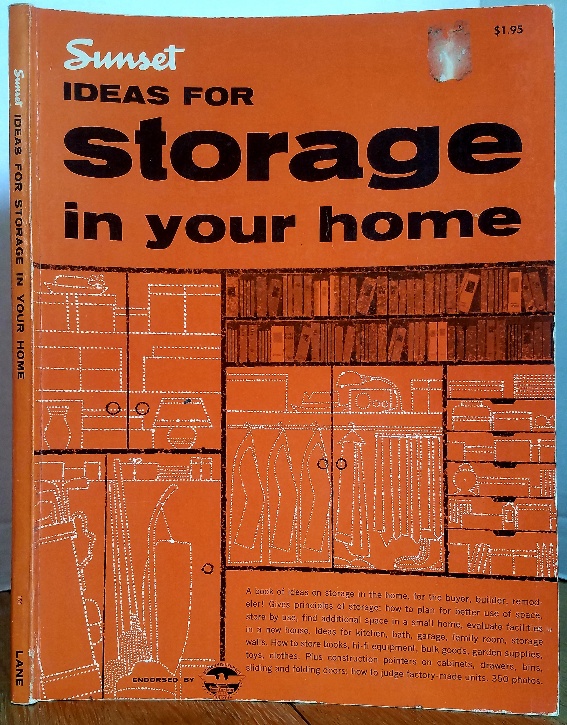 Sunset
$1.95
IDEAS FOR
storage
in your home
Sunset IDEAS FOR STORAGE IN YOUR HOME
LANE
A book of ideas on storage in the home, for the buyer, builder, remod-
eler! Gives principles of storage: how to plan for better use of space,
store by use, find additional space in a small home, evaluate facilities
in a new house. Ideas for kitchen, bath, garage, family room, storage
walls. How to store books, hi-fi equipment, bulk goods, garden supplies,
toys, clothes. Plus construction pointers on cabinets, drawers, bins,
sliding and folding doors. How to judge factory-made units. 350 photos.
ENDORSED BY